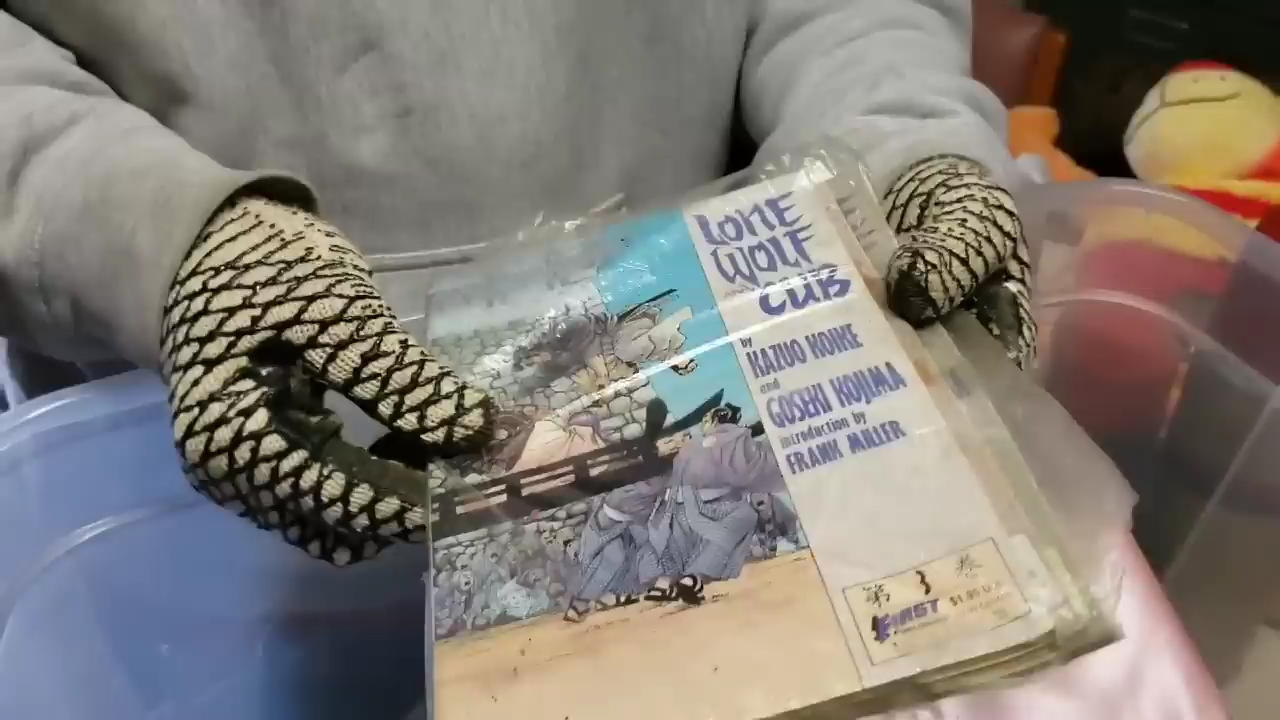 LONE
WOLF
CUB
by
KAZUO KOIKE
and
GOSEKI KOJIMA
introduction by
FRANK MILLER
第 3 巻
FIRST $1.95 U.S.